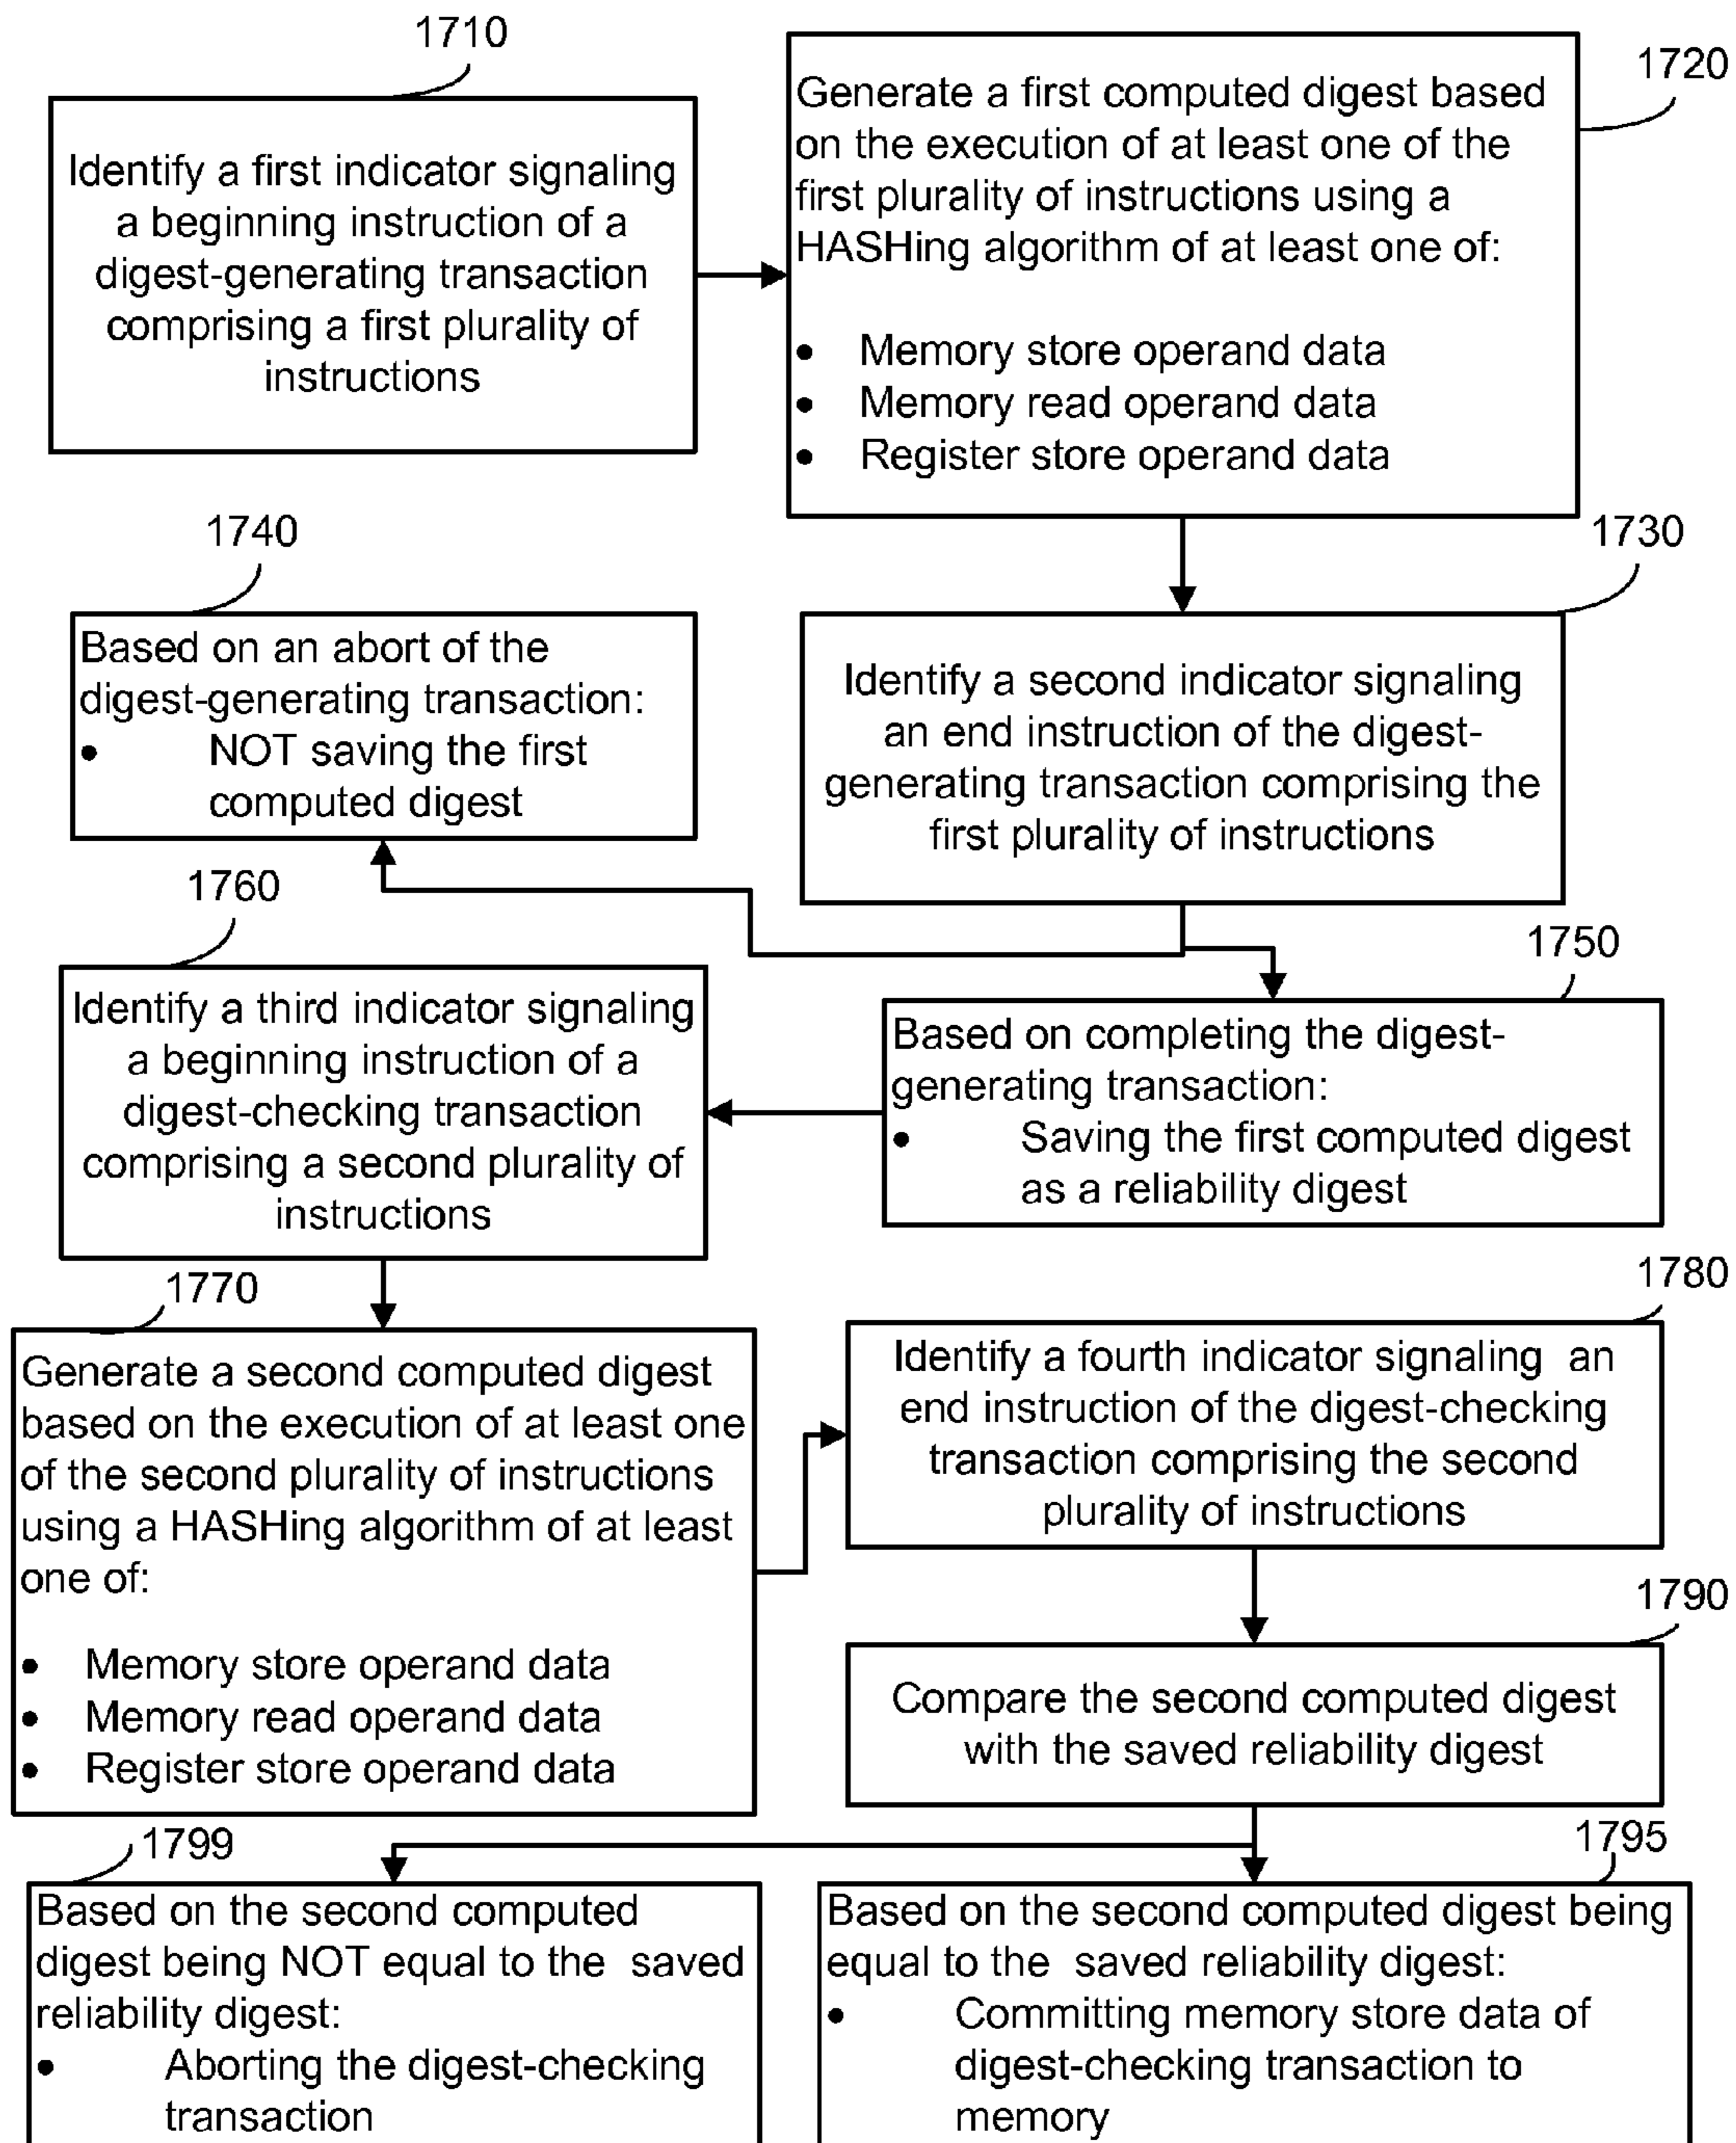 1710
Identify a first indicator signaling
a beginning instruction of a
digest-generating transaction
comprising a first plurality of
instructions
1720
Generate a first computed digest based
on the execution of at least one of the
first plurality of instructions using a
HASHing algorithm of at least one of:
• Memory store operand data
• Memory read operand data
• Register store operand data
1730
Identify a second indicator signaling
an end instruction of the digest-
generating transaction comprising the
first plurality of instructions
1740
Based on an abort of the
digest-generating transaction:
• NOT saving the first
computed digest
1750
Based on completing the digest-
generating transaction:
• Saving the first computed digest
as a reliability digest
1760
Identify a third indicator signaling
a beginning instruction of a
digest-checking transaction
comprising a second plurality of
instructions
1770
Generate a second computed digest
based on the execution of at least one
of the second plurality of instructions
using a HASHing algorithm of at least
one of:
• Memory store operand data
• Memory read operand data
• Register store operand data
1780
Identify a fourth indicator signaling an
end instruction of the digest-checking
transaction comprising the second
plurality of instructions
1790
Compare the second computed digest
with the saved reliability digest
1799
Based on the second computed
digest being NOT equal to the saved
reliability digest:
• Aborting the digest-checking
transaction
1795
Based on the second computed digest being
equal to the saved reliability digest:
• Committing memory store data of
digest-checking transaction to
memory